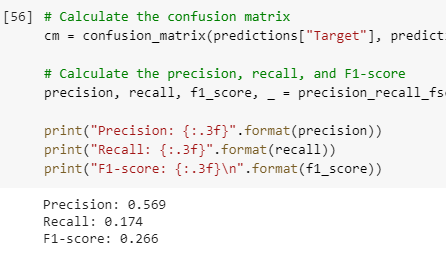 [56] # Calculate the confusion matrix
cm = confusion_matrix(predictions["Target"], predict
# Calculate the precision, recall, and F1-score
precision, recall, f1_score, _ = precision_recall_fs
print("Precision: {:.3f}".format(precision))
print("Recall: {:.3f}".format(recall))
print("F1-score: {:.3f}\n".format(f1_score))
Precision: 0.569
Recall: 0.174
F1-score: 0.266